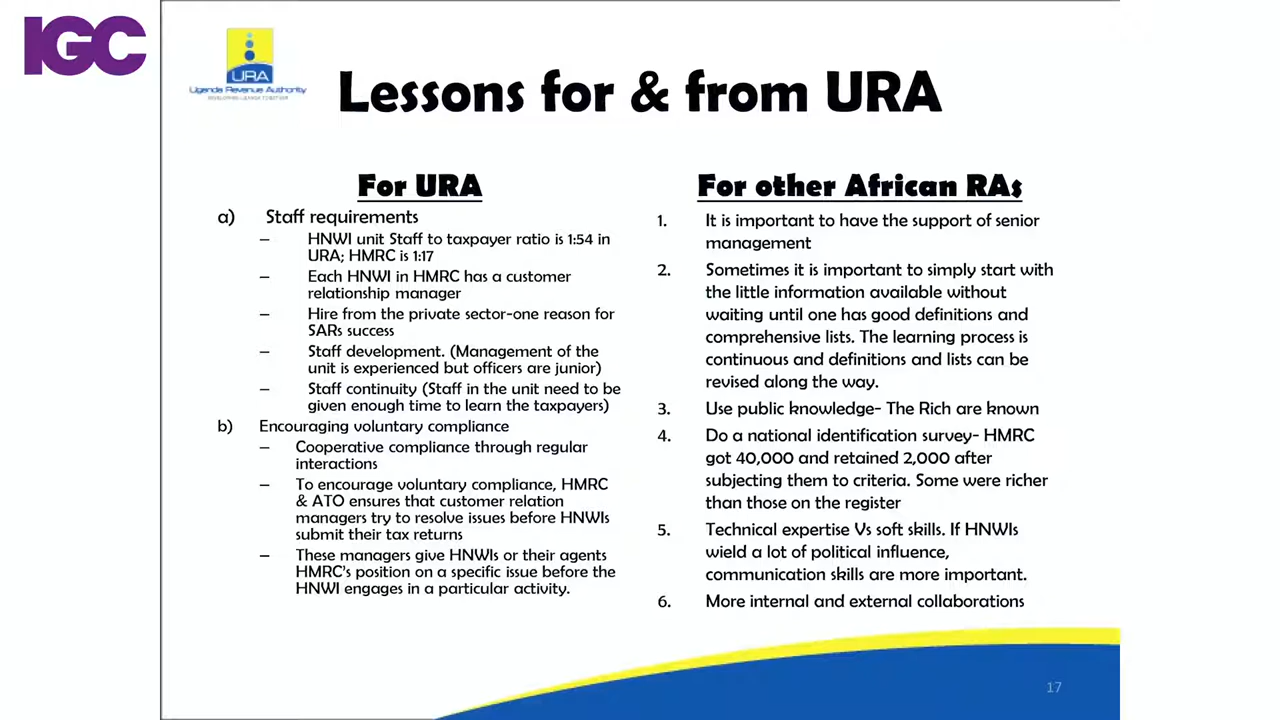 IGC
URA
Uganda Revenue Authority
Lessons for & from URA
For URA
a) Staff requirements
– HNWI unit Staff to taxpayer ratio is 1:54 in
URA; HMRC is 1:17
– Each HNWI in HMRC has a customer
relationship manager
– Hire from the private sector-one reason for
SARs success
– Staff development. (Management of the
unit is experienced but officers are junior)
– Staff continuity (Staff in the unit need to be
given enough time to learn the taxpayers)
b) Encouraging voluntary compliance
– Cooperative compliance through regular
interactions
– To encourage voluntary compliance, HMRC
& ATO ensures that customer relation
managers try to resolve issues before HNWIs
submit their tax returns
– These managers give HNWIs or their agents
HMRC's position on a specific issue before the
HNWI engages in a particular activity.
For other African RAs
1. It is important to have the support of senior
management
2. Sometimes it is important to simply start with
the little information available without
waiting until one has good definitions and
comprehensive lists. The learning process is
continuous and definitions and lists can be
revised along the way.
3. Use public knowledge- The Rich are known
4. Do a national identification survey- HMRC
got 40,000 and retained 2,000 after
subjecting them to criteria. Some were richer
than those on the register
5. Technical expertise Vs soft skills. If HNWIs
wield a lot of political influence,
communication skills are more important.
6. More internal and external collaborations
17